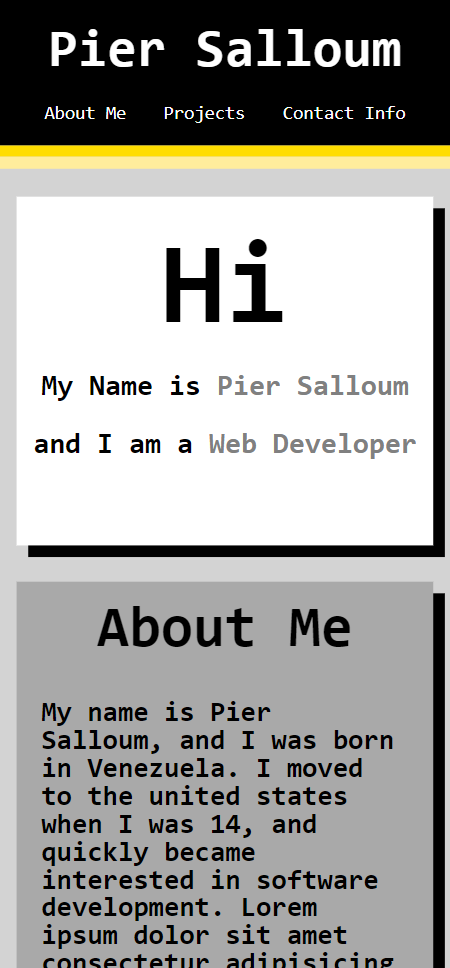 Pier Salloum
About Me Projects Contact Info
Hi
My Name is Pier Salloum
and I am a Web Developer
About Me
My name is Pier
Salloum, and I was born
in Venezuela. I moved
to the united states
when I was 14, and
quickly became
interested in software
development. Lorem
ipsum dolor sit amet
consectetur adipisicing